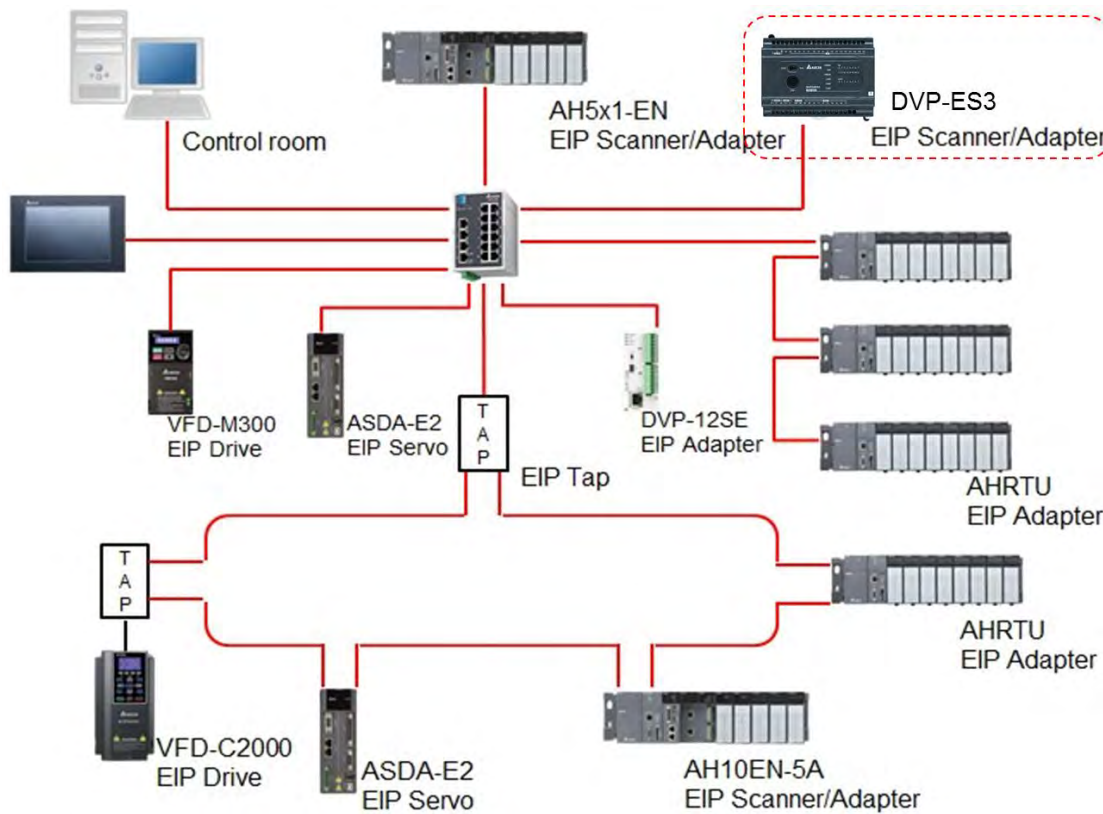 Control room
AH5x1-EN
EIP Scanner/Adapter
DVP-ES3
EIP Scanner/Adapter
VFD-M300
EIP Drive
ASDA-E2
EIP Servo
T
A
P
EIP Tap
DVP-12SE
EIP Adapter
AHRTU
EIP Adapter
T
A
P
VFD-C2000
EIP Drive
ASDA-E2
EIP Servo
AH10EN-5A
EIP Scanner/Adapter
AHRTU
EIP Adapter